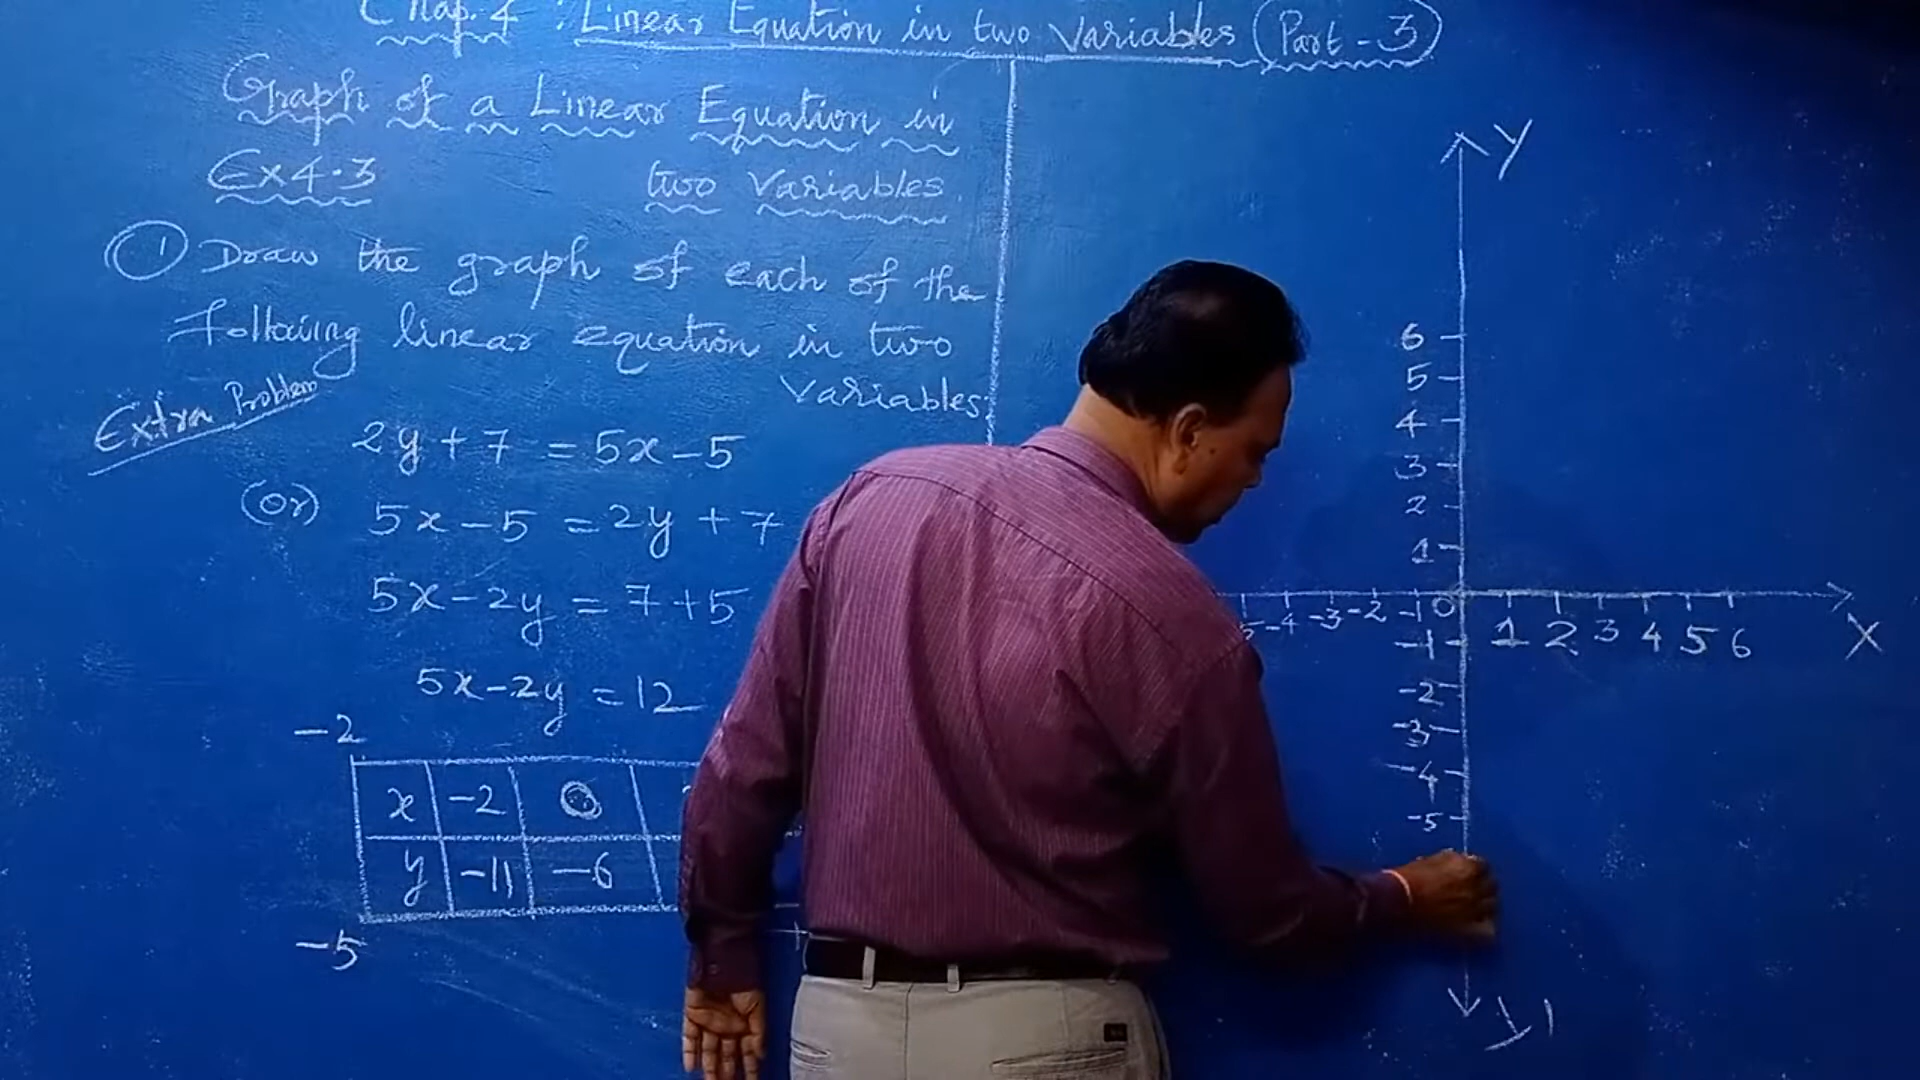 Chap.4 : Linear Equation in two Variables (Part - 3)
Graph of a Linear Equation in
Ex4.3 two Variables.
① Draw the graph of each of the
following linear equation in two
variables.
Extra Problem
2y + 7 = 5x - 5
(or) 5x - 5 = 2y + 7
5x - 2y = 7 + 5
5x - 2y = 12
-2
x -2 0
y -11 -6
-5
Y
6
5
4
3
2
1
-5 -4 -3 -2 -1 0 1 2 3 4 5 6 X
-1
-2
-3
-4
-5
Y'